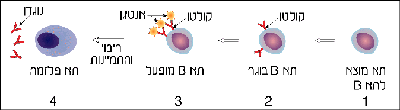 נוגדן
אנטיגן
קולטן
קולטן
ריבוי
והתמיינות
תא פלזמה
תא B מופעל
תא B בוגר
תא מוצא
לתא B
4
3
2
1